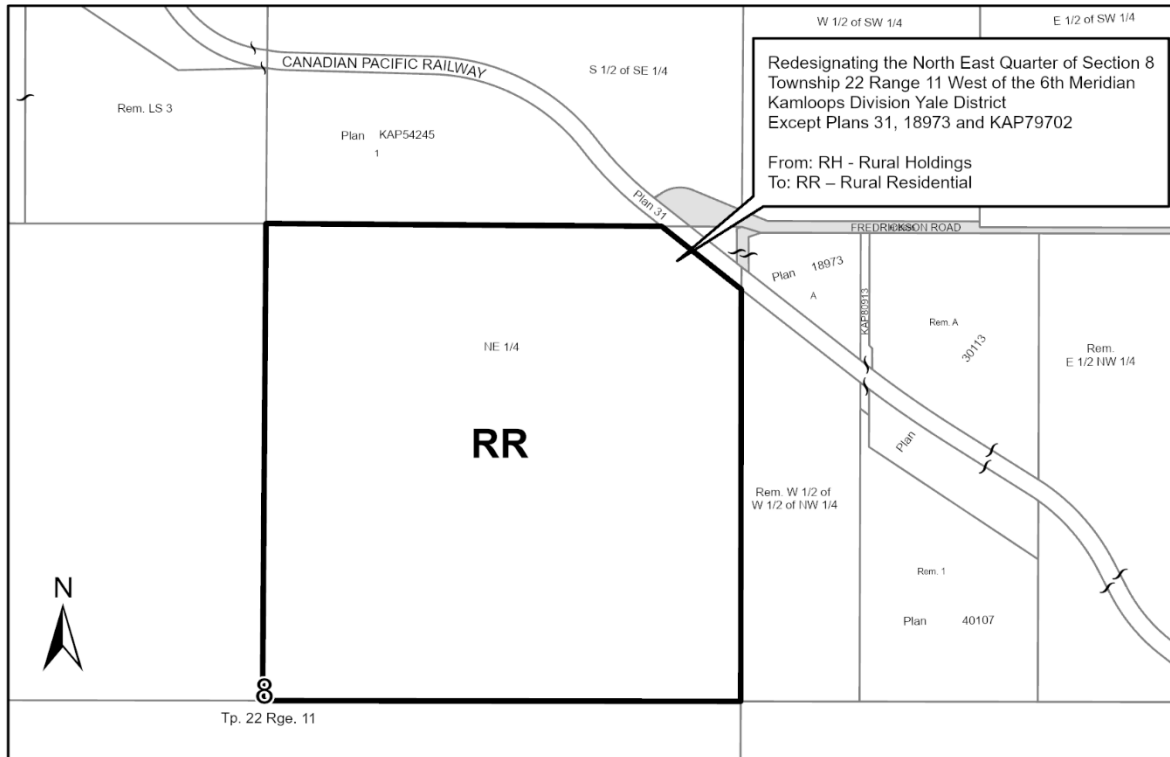 W 1/2 of SW 1/4
E 1/2 of SW 1/4
CANADIAN PACIFIC RAILWAY
S 1/2 of SE 1/4
Redesignating the North East Quarter of Section 8
Township 22 Range 11 West of the 6th Meridian
Kamloops Division Yale District
Except Plans 31, 18973 and KAP79702
From: RH - Rural Holdings
To: RR – Rural Residential
Rem. LS 3
Plan KAP54245
1
Plan 31
FREDRICKSON ROAD
Plan 18973
A
KAP80913
Rem. A
30113
Rem.
E 1/2 NW 1/4
NE 1/4
RR
Plan
Rem. W 1/2 of
W 1/2 of NW 1/4
Rem. 1
Plan 40107
N
8
Tp. 22 Rge. 11